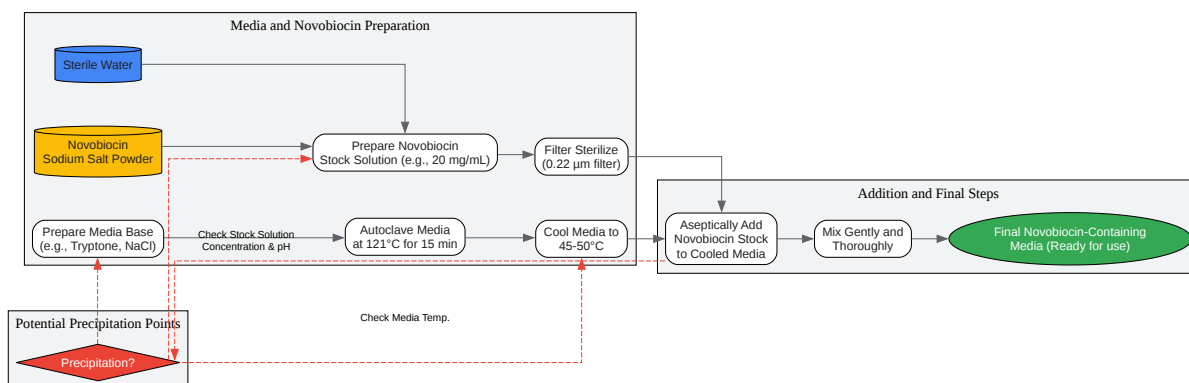 Media and Novobiocin Preparation
Sterile Water
Novobiocin
Sodium Salt Powder
Prepare Novobiocin
Stock Solution (e.g., 20 mg/mL)
Filter Sterilize
(0.22 µm filter)
Prepare Media Base
(e.g., Tryptone, NaCl)
Check Stock Solution
Concentration & pH
Autoclave Media
at 121°C for 15 min
Cool Media to
45-50°C
Addition and Final Steps
Aseptically Add
Novobiocin Stock
to Cooled Media
Mix Gently and
Thoroughly
Final Novobiocin-Containing
Media (Ready for use)
Potential Precipitation Points
Precipitation?
Check Media Temp.